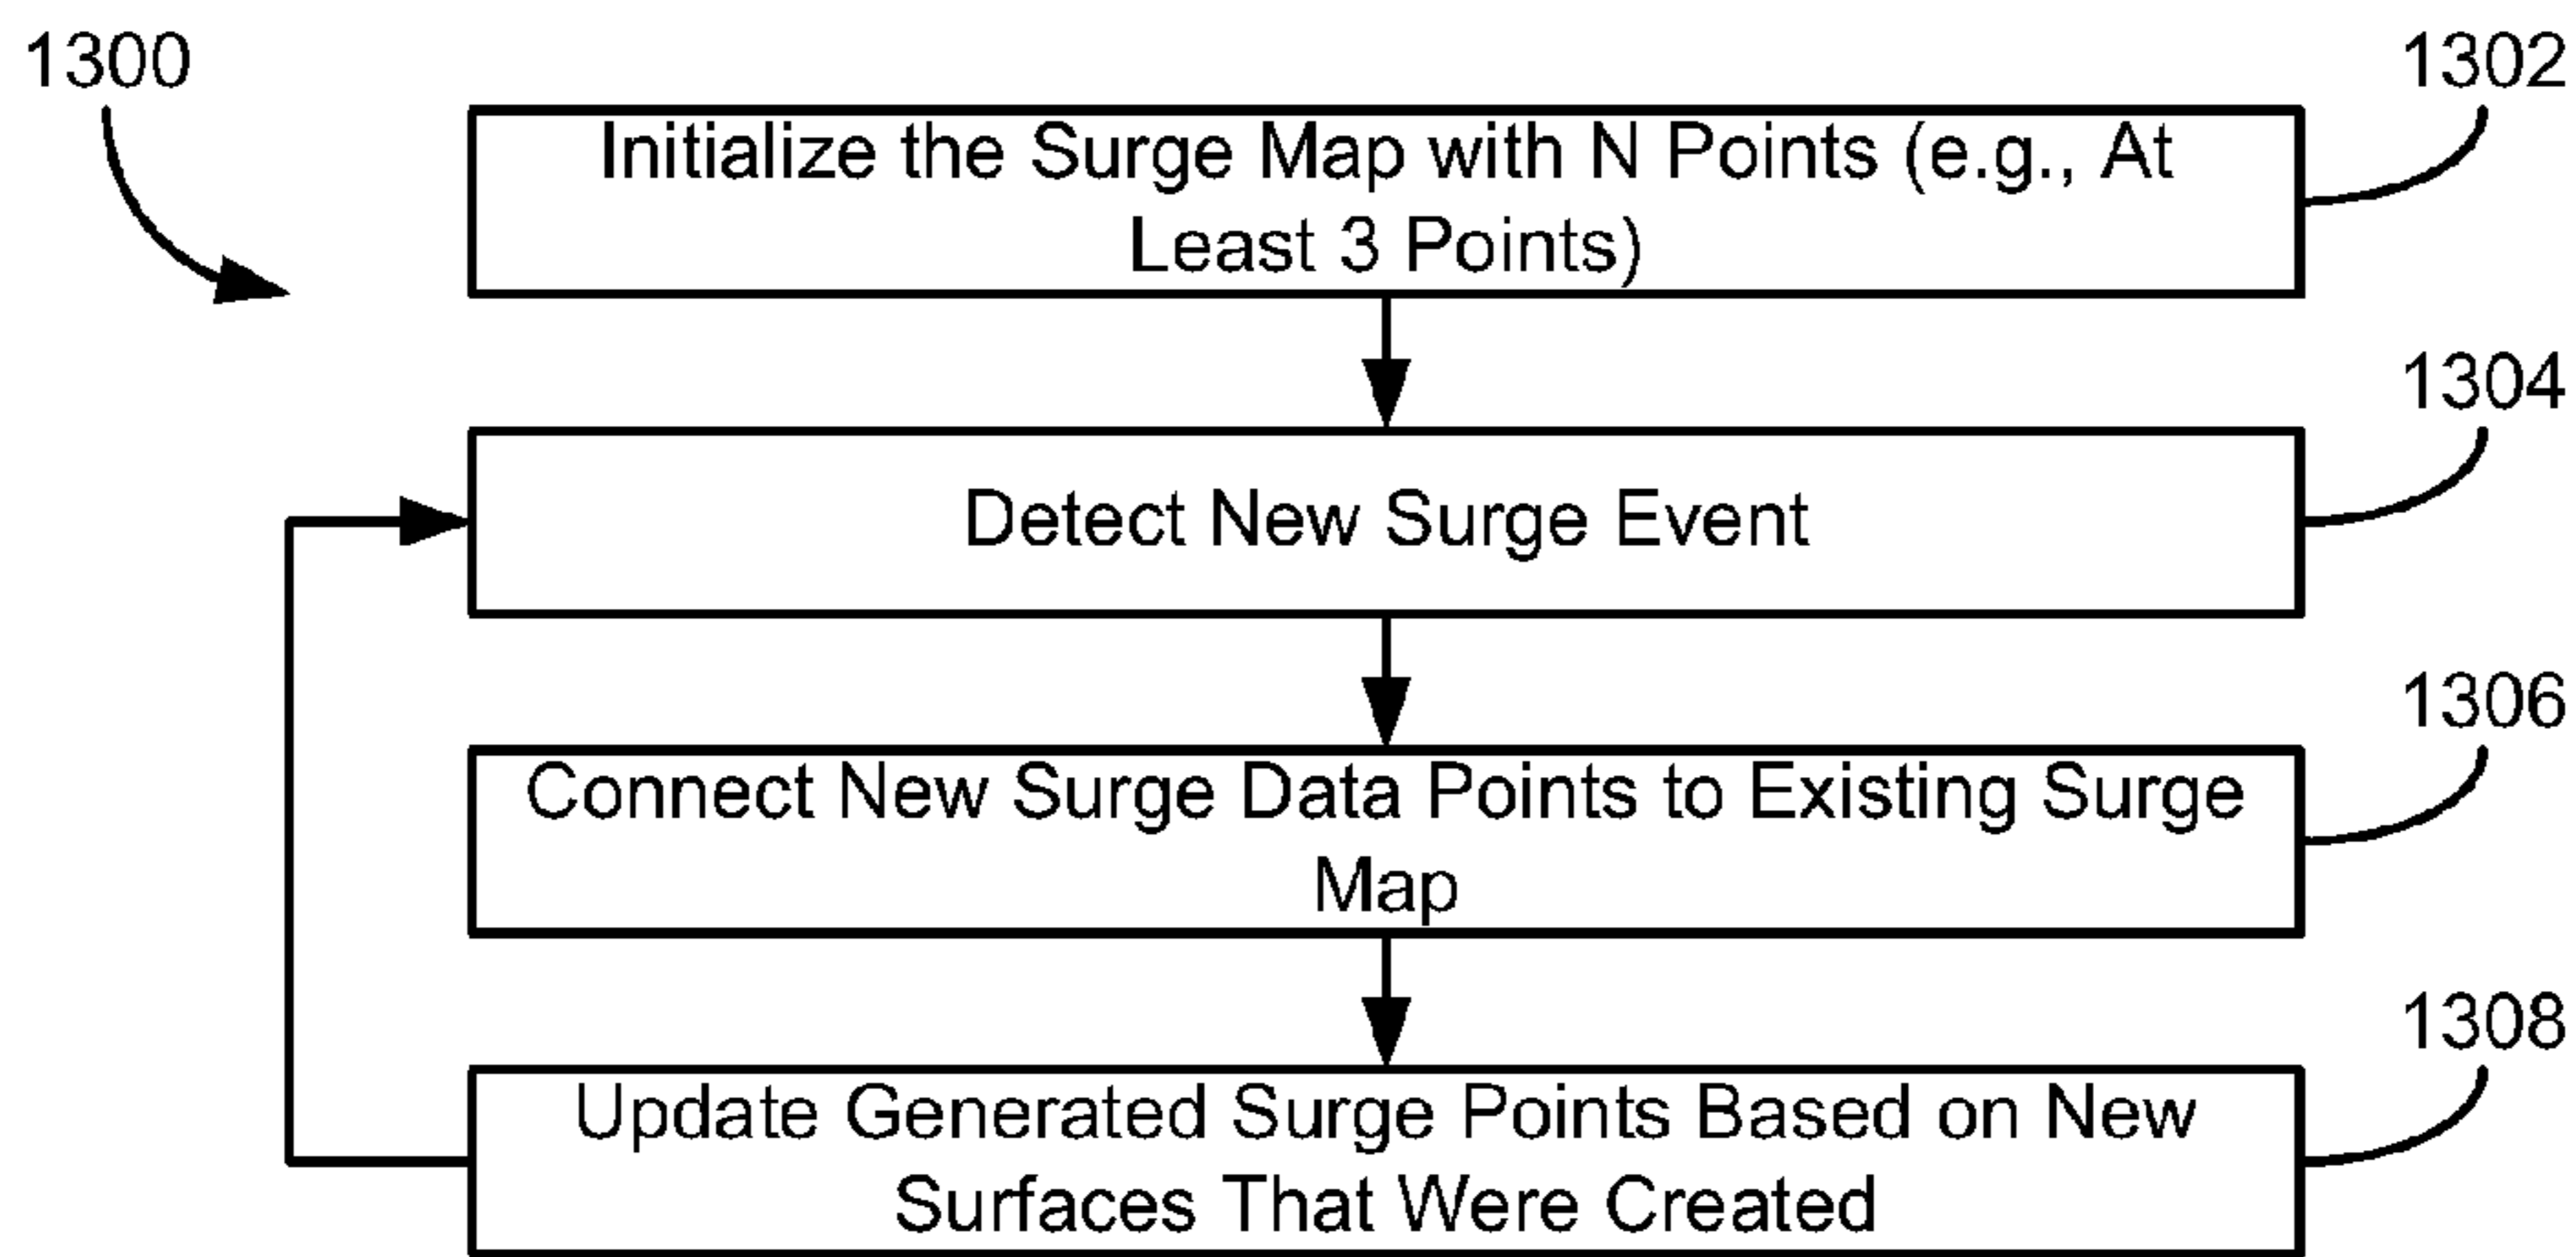 1300
1302
Initialize the Surge Map with N Points (e.g., At
Least 3 Points)
1304
Detect New Surge Event
1306
Connect New Surge Data Points to Existing Surge
Map
1308
Update Generated Surge Points Based on New
Surfaces That Were Created